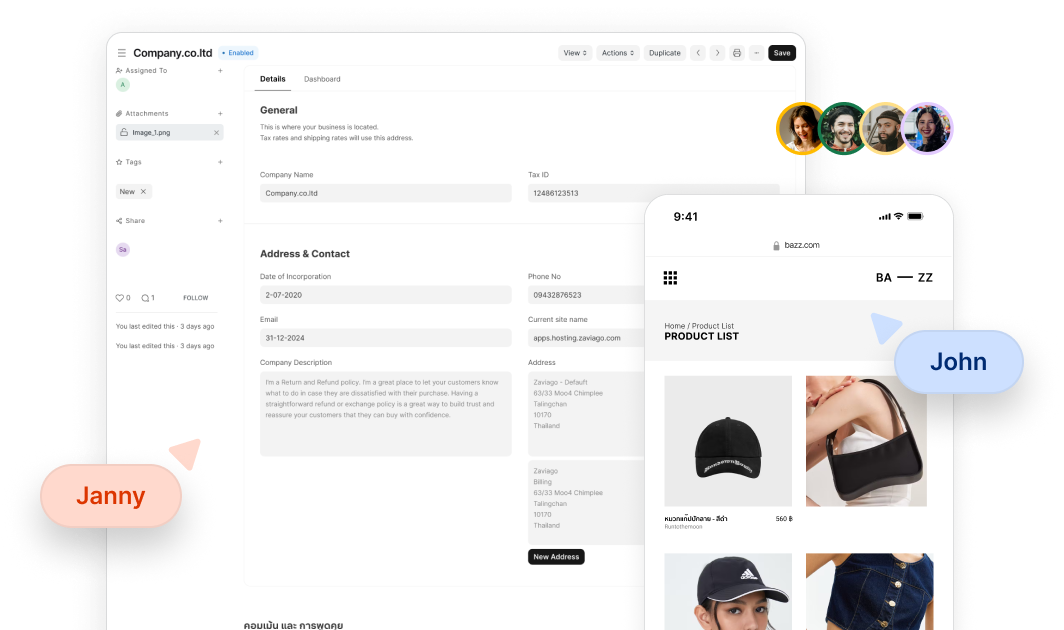 Company.co.ltd
Enabled
View
Actions
Duplicate
Save
Assigned To
A
Attachments
Image_1.png
Tags
New
Share
Sa
0
1
FOLLOW
You last edited this · 3 days ago
You last edited this · 3 days ago
Details
Dashboard
General
This is where your business is located.
Tax rates and shipping rates will use this address.
Company Name
Company.co.ltd
Tax ID
12486123513
Address & Contact
Date of Incorporation
2-07-2020
Phone No
09432876523
Email
31-12-2024
Current site name
apps.hosting.zaviago.com
Company Description
I'm a Return and Refund policy. I'm a great place to let your customers know
what to do in case they are dissatisfied with their purchase. Having a
straightforward refund or exchange policy is a great way to build trust and
reassure your customers that they can buy with confidence.
Address
Zaviago - Default
63/33 Moo4 Chimplee
Talingchan
10170
Thailand
Zaviago
Billing
63/33 Moo4 Chimplee
Talingchan
10170
Thailand
New Address
คอมเม้น และ การพูดคุย
9:41
bazz.com
BA — ZZ
Home / Product List
PRODUCT LIST
หมวกแก๊ปปักลาย - สีดำ
560 ฿
Runtothemoon
adidas
Janny
John